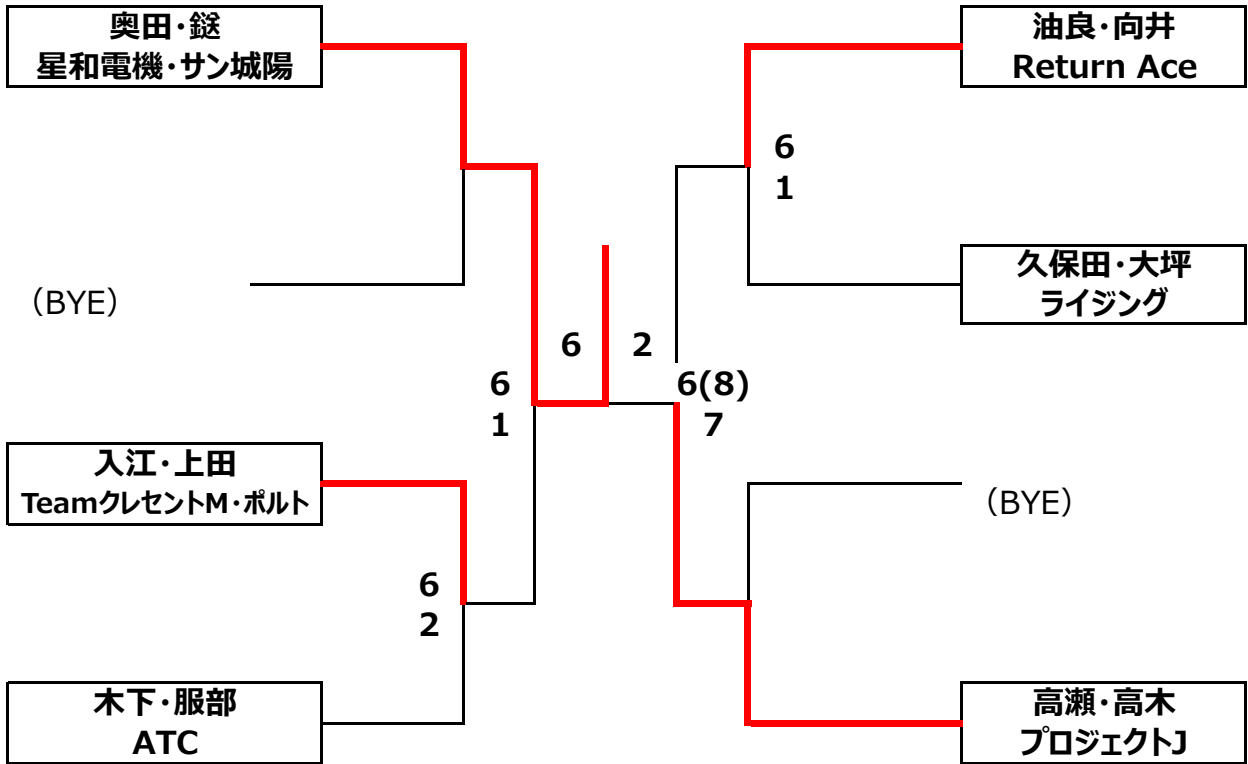 奥田・鎹
星和電機・サン城陽
(BYE)
入江・上田
TeamクレセントM・ポルト
木下・服部
ATC
6
2
6
1
6
2
6(8)
7
6
1
油良・向井
Return Ace
久保田・大坪
ライジング
(BYE)
高瀬・高木
プロジェクトJ